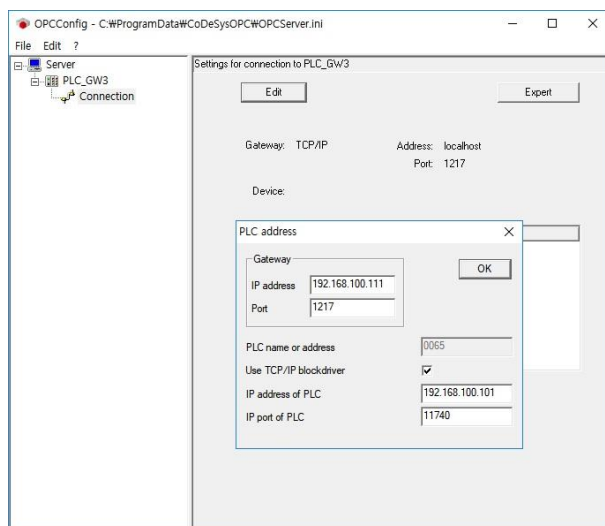 OPCConfig - C:₩ProgramData₩CoDeSysOPC₩OPCServer.ini
File Edit ?
Server
PLC_GW3
Connection
Settings for connection to PLC_GW3
Edit
Expert
Gateway: TCP/IP
Address: localhost
Port: 1217
Device:
PLC address
Gateway
IP address 192.168.100.111
Port 1217
OK
PLC name or address 0065
Use TCP/IP blockdriver
IP address of PLC 192.168.100.101
IP port of PLC 11740